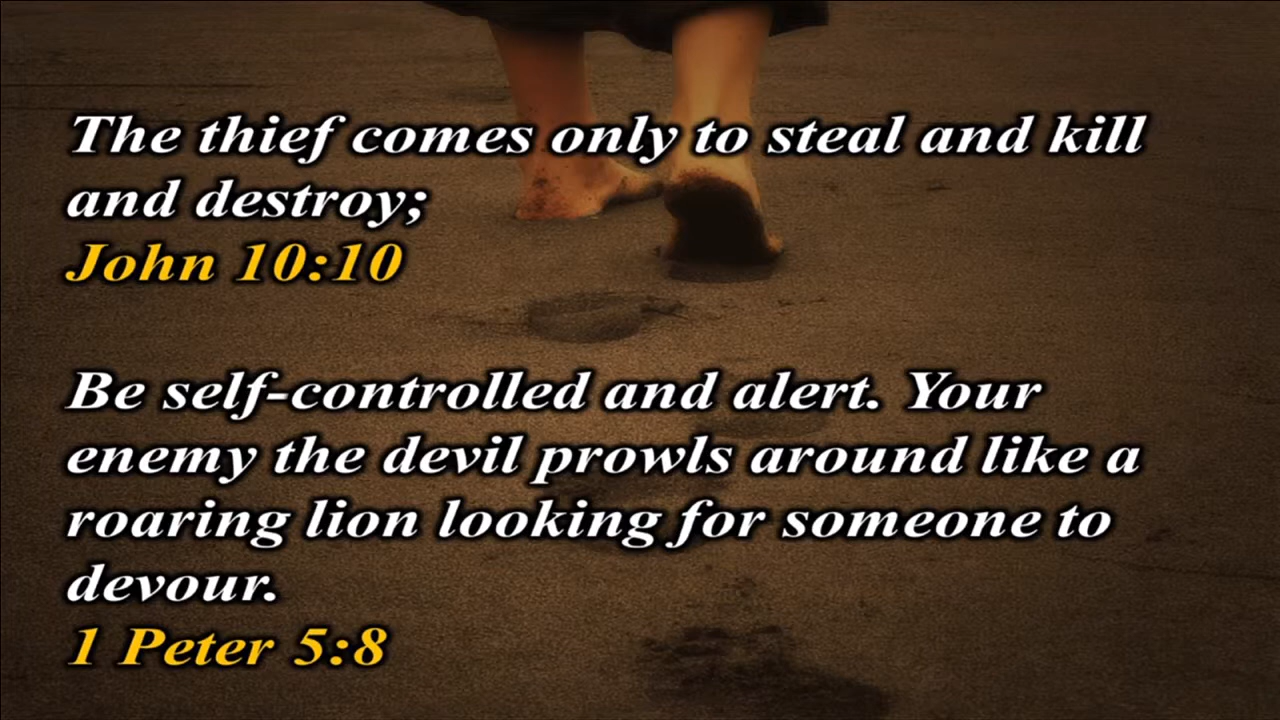 The thief comes only to steal and kill
and destroy;
John 10:10
Be self-controlled and alert. Your
enemy the devil prowls around like a
roaring lion looking for someone to
devour.
1 Peter 5:8